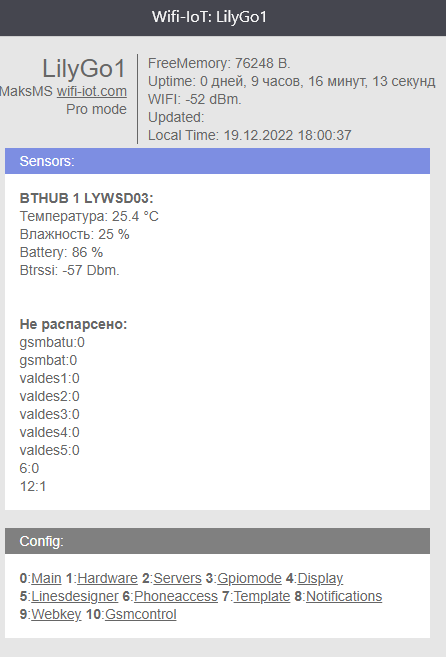 Wifi-IoT: LilyGo1
LilyGo1
MaksMS wifi-iot.com
Pro mode
FreeMemory: 76248 B.
Uptime: 0 дней, 9 часов, 16 минут, 13 секунд
WIFI: -52 dBm.
Updated:
Local Time: 19.12.2022 18:00:37
Sensors:
BTHUB 1 LYWSD03:
Температура: 25.4 °C
Влажность: 25 %
Battery: 86 %
Btrssi: -57 Dbm.
Не распарсено:
gsmbatu:0
gsmbat:0
valdes1:0
valdes2:0
valdes3:0
valdes4:0
valdes5:0
6:0
12:1
Config:
0:Main 1:Hardware 2:Servers 3:Gpiomode 4:Display
5:Linesdesigner 6:Phoneaccess 7:Template 8:Notifications
9:Webkey 10:Gsmcontrol